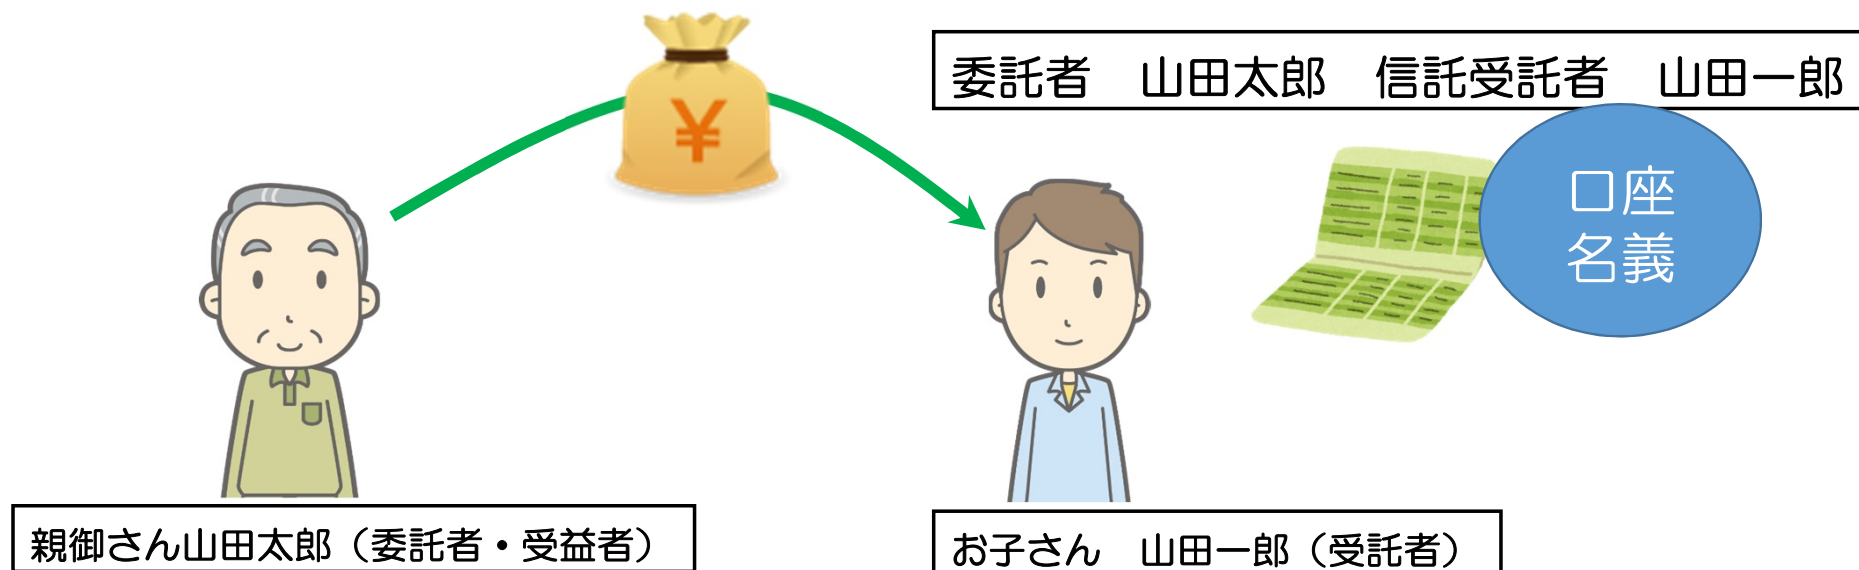 委託者　山田太郎　信託受託者　山田一郎
¥
口座
名義
親御さん山田太郎（委託者・受益者）
お子さん　山田一郎（受託者）